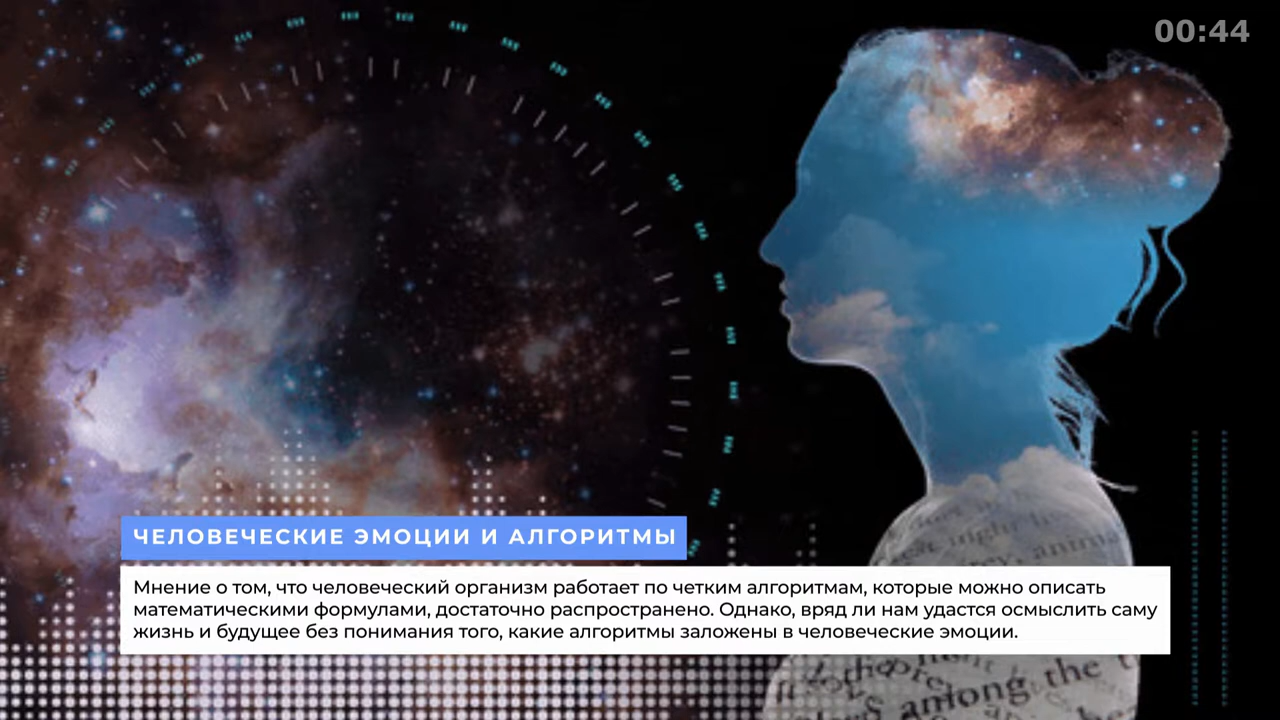 00:44
ЧЕЛОВЕЧЕСКИЕ ЭМОЦИИ И АЛГОРИТМЫ
Мнение о том, что человеческий организм работает по четким алгоритмам, которые можно описать
математическими формулами, достаточно распространено. Однако, вряд ли нам удастся осмыслить саму
жизнь и будущее без понимания того, какие алгоритмы заложены в человеческие эмоции.
among the